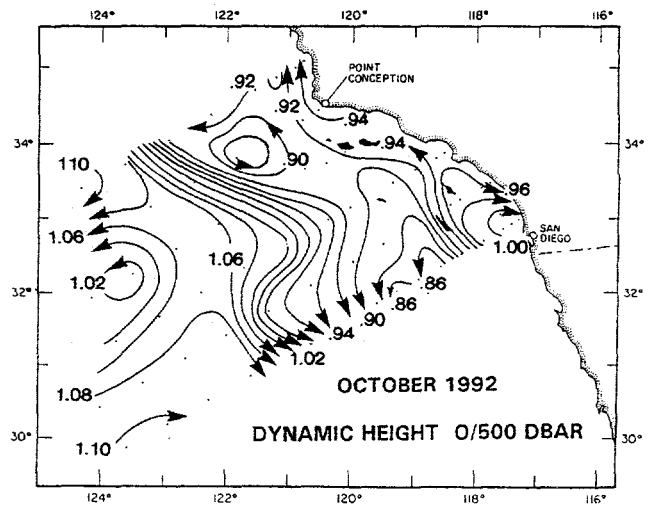 124° 122° 120° 118° 116°
POINT
CONCEPTION
.92
.92
.94
34°
.94
.90
110
.96
SAN
DIEGO
1.06
1.00
1.06
1.02
.86
32°
.86
.90
.94
1.02
OCTOBER 1992
1.08
DYNAMIC HEIGHT 0/500 DBAR
30°
30°
1.10
124° 122° 120° 118° 116°